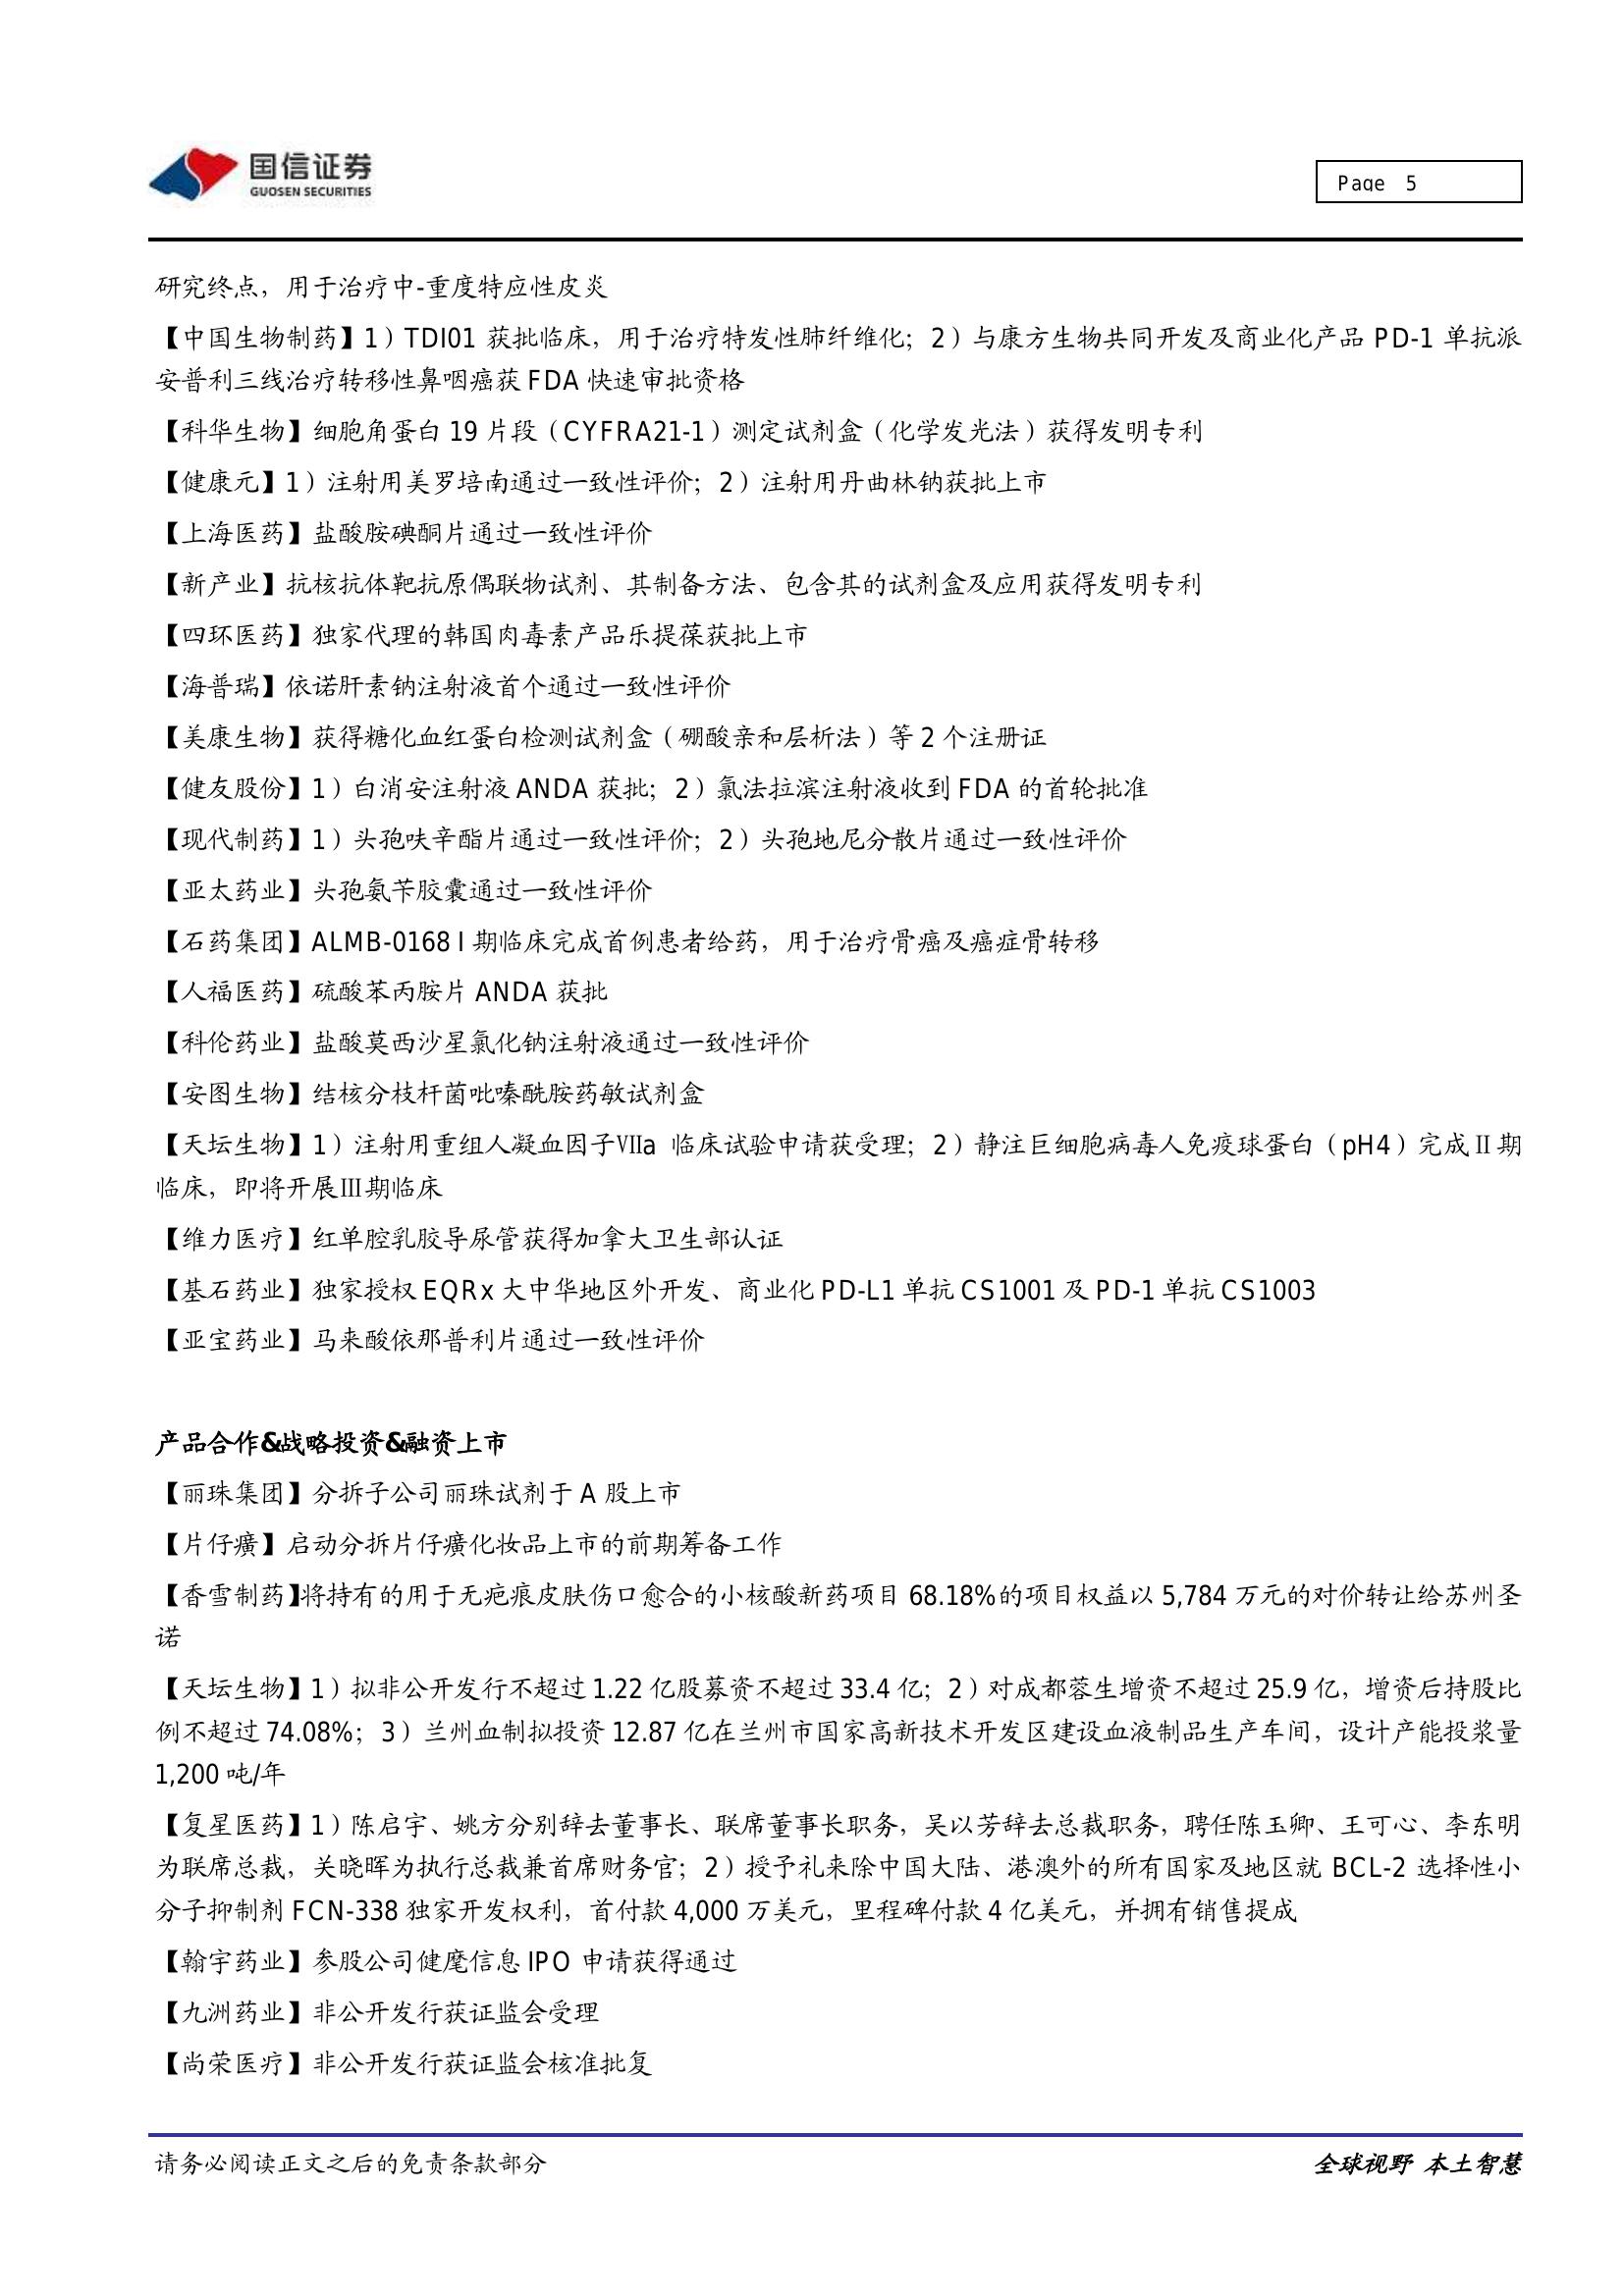 国信证券
GUOSEN SECURITIES
Page 5
研究终点，用于治疗中-重度特应性皮炎
【中国生物制药】1）TDI01 获批临床，用于治疗特发性肺纤维化；2）与康方生物共同开发及商业化产品 PD-1 单抗派
安普利三线治疗转移性鼻咽癌获 FDA 快速审批资格
【科华生物】细胞角蛋白 19 片段（CYFRA21-1）测定试剂盒（化学发光法）获得发明专利
【健康元】1）注射用美罗培南通过一致性评价；2）注射用丹曲林钠获批上市
【上海医药】盐酸胺碘酮片通过一致性评价
【新产业】抗核抗体靶抗原偶联物试剂、其制备方法、包含其的试剂盒及应用获得发明专利
【四环医药】独家代理的韩国肉毒素产品乐提葆获批上市
【海普瑞】依诺肝素钠注射液首个通过一致性评价
【美康生物】获得糖化血红蛋白检测试剂盒（硼酸亲和层析法）等 2 个注册证
【健友股份】1）白消安注射液 ANDA 获批；2）氯法拉滨注射液收到 FDA 的首轮批准
【现代制药】1）头孢呋辛酯片通过一致性评价；2）头孢地尼分散片通过一致性评价
【亚太药业】头孢氨苄胶囊通过一致性评价
【石药集团】ALMB-0168 I 期临床完成首例患者给药，用于治疗骨癌及癌症骨转移
【人福医药】硫酸苯丙胺片 ANDA 获批
【科伦药业】盐酸莫西沙星氯化钠注射液通过一致性评价
【安图生物】结核分枝杆菌吡嗪酰胺药敏试剂盒
【天坛生物】1）注射用重组人凝血因子Ⅶa 临床试验申请获受理；2）静注巨细胞病毒人免疫球蛋白（pH4）完成Ⅱ期
临床，即将开展Ⅲ期临床
【维力医疗】红单腔乳胶导尿管获得加拿大卫生部认证
【基石药业】独家授权 EQRx 大中华地区外开发、商业化 PD-L1 单抗 CS1001 及 PD-1 单抗 CS1003
【亚宝药业】马来酸依那普利片通过一致性评价
产品合作&战略投资&融资上市
【丽珠集团】分拆子公司丽珠试剂于 A 股上市
【片仔癀】启动分拆片仔癀化妆品上市的前期筹备工作
【香雪制药】将持有的用于无疤痕皮肤伤口愈合的小核酸新药项目 68.18%的项目权益以 5,784 万元的对价转让给苏州圣
诺
【天坛生物】1）拟非公开发行不超过 1.22 亿股募资不超过 33.4 亿；2）对成都蓉生增资不超过 25.9 亿，增资后持股比
例不超过 74.08%；3）兰州血制拟投资 12.87 亿在兰州市国家高新技术开发区建设血液制品生产车间，设计产能投浆量
1,200 吨/年
【复星医药】1）陈启宇、姚方分别辞去董事长、联席董事长职务，吴以芳辞去总裁职务，聘任陈玉卿、王可心、李东明
为联席总裁，关晓晖为执行总裁兼首席财务官；2）授予礼来除中国大陆、港澳外的所有国家及地区就 BCL-2 选择性小
分子抑制剂 FCN-338 独家开发权利，首付款 4,000 万美元，里程碑付款 4 亿美元，并拥有销售提成
【翰宇药业】参股公司健麾信息 IPO 申请获得通过
【九洲药业】非公开发行获证监会受理
【尚荣医疗】非公开发行获证监会核准批复
请务必阅读正文之后的免责条款部分
全球视野 本土智慧